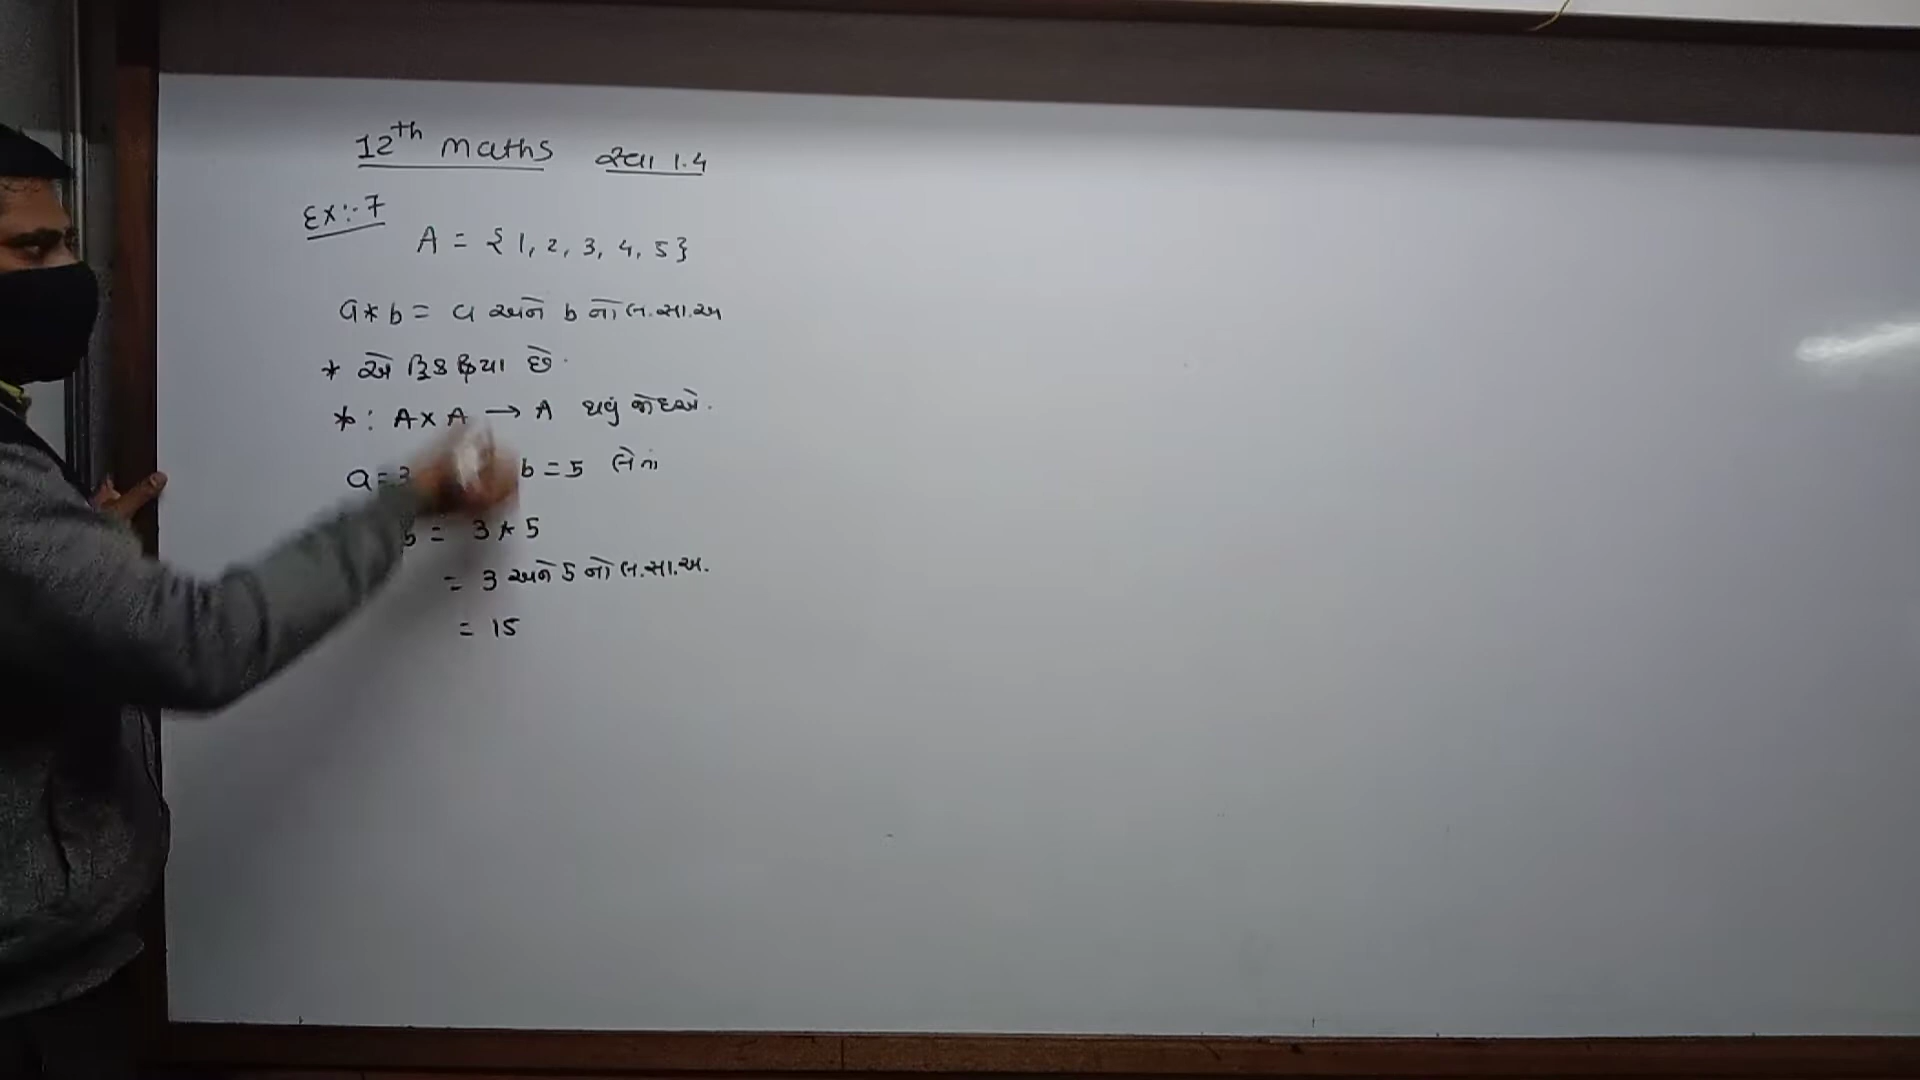 12th maths સ્વા 1.4
Ex:-7
A = {1, 2, 3, 4, 5}
a*b = a અને b નો લ.સા.અ
* એ દ્વિક્ક્રિયા છે.
* : A×A → A થવું જોઇએ.
a=3 b=5 લેતા
b = 3*5
= 3 અને 5 નો લ.સા.અ.
= 15